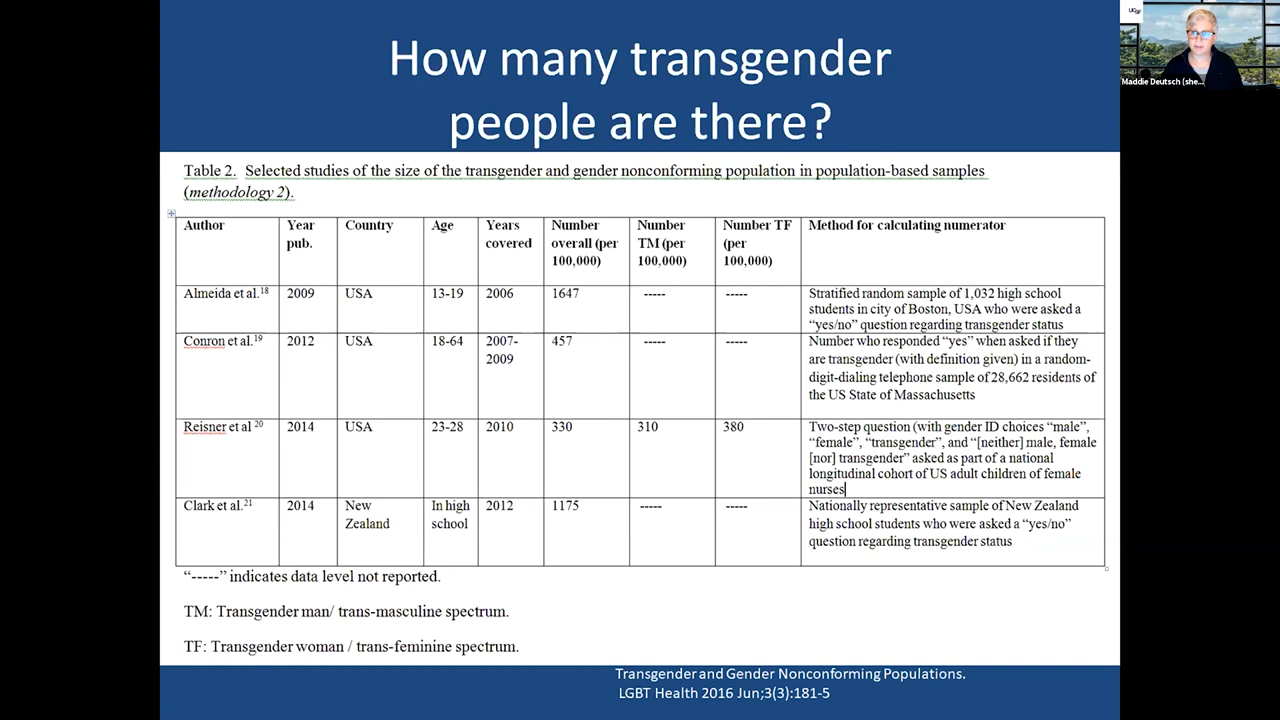 How many transgender
people are there?
UCSF
Maddie Deutsch (she...
Table 2. Selected studies of the size of the transgender and gender nonconforming population in population-based samples
(methodology 2).
Author Year pub. Country Age Years covered Number overall (per 100,000) Number TM (per 100,000) Number TF (per 100,000) Method for calculating numerator
Almeida et al.18 2009 USA 13-19 2006 1647 ----- ----- Stratified random sample of 1,032 high school
students in city of Boston, USA who were asked a
“yes/no” question regarding transgender status
Conron et al.19 2012 USA 18-64 2007-2009 457 ----- ----- Number who responded “yes” when asked if they
are transgender (with definition given) in a random-
digit-dialing telephone sample of 28,662 residents of
the US State of Massachusetts
Reisner et al 20 2014 USA 23-28 2010 330 310 380 Two-step question (with gender ID choices “male”,
“female”, “transgender”, and “[neither] male, female
[nor] transgender” asked as part of a national
longitudinal cohort of US adult children of female
nurses
Clark et al.21 2014 New Zealand In high school 2012 1175 ----- ----- Nationally representative sample of New Zealand
high school students who were asked a “yes/no”
question regarding transgender status
“-----” indicates data level not reported.
TM: Transgender man/ trans-masculine spectrum.
TF: Transgender woman / trans-feminine spectrum.
Transgender and Gender Nonconforming Populations.
LGBT Health 2016 Jun;3(3):181-5